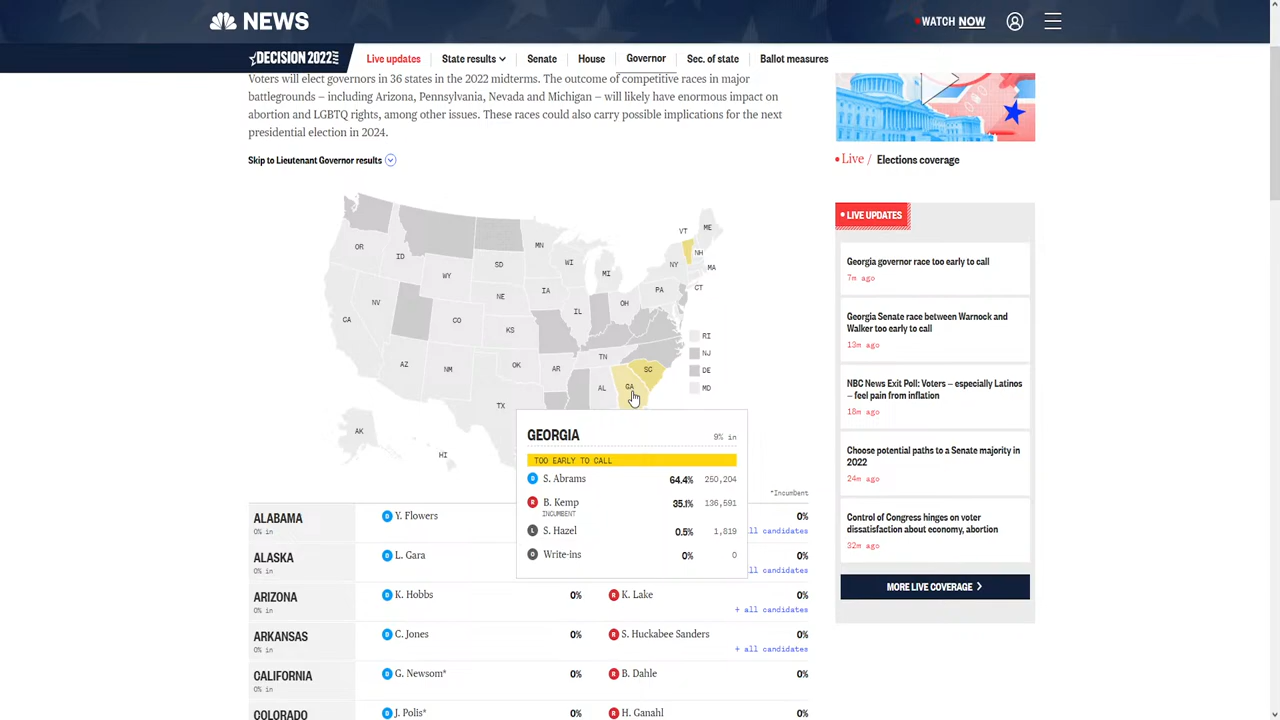 NEWS
WATCH NOW
DECISION 2022
Live updates
State results
Senate
House
Governor
Sec. of state
Ballot measures
Voters will elect governors in 36 states in the 2022 midterms. The outcome of competitive races in major
battlegrounds – including Arizona, Pennsylvania, Nevada and Michigan – will likely have enormous impact on
abortion and LGBTQ rights, among other issues. These races could also carry possible implications for the next
presidential election in 2024.
Skip to Lieutenant Governor results
Live / Elections coverage
OR
ID
WY
NV
CA
CO
AZ
NM
SD
NE
KS
OK
TX
MN
IA
AR
WI
IL
MI
OH
TN
AL
GA
SC
PA
NY
VT
NH
ME
MA
CT
RI
NJ
DE
MD
AK
HI
GEORGIA
9% in
TOO EARLY TO CALL
D S. Abrams 64.4% 250,204
R B. Kemp 35.1% 136,591
INCUMBENT
L S. Hazel 0.5% 1,819
O Write-ins 0% 0
*Incumbent
ALABAMA
0% in
D Y. Flowers
0%
ll candidates
ALASKA
0% in
D L. Gara
0%
ll candidates
ARIZONA
0% in
D K. Hobbs 0%
R K. Lake 0%
+ all candidates
ARKANSAS
0% in
D C. Jones 0%
R S. Huckabee Sanders 0%
+ all candidates
CALIFORNIA
0% in
D G. Newsom* 0%
R B. Dahle 0%
COLORADO
D J. Polis* 0%
R H. Ganahl 0%
LIVE UPDATES
Georgia governor race too early to call
7m ago
Georgia Senate race between Warnock and
Walker too early to call
13m ago
NBC News Exit Poll: Voters – especially Latinos
– feel pain from inflation
18m ago
Choose potential paths to a Senate majority in
2022
24m ago
Control of Congress hinges on voter
dissatisfaction about economy, abortion
32m ago
MORE LIVE COVERAGE